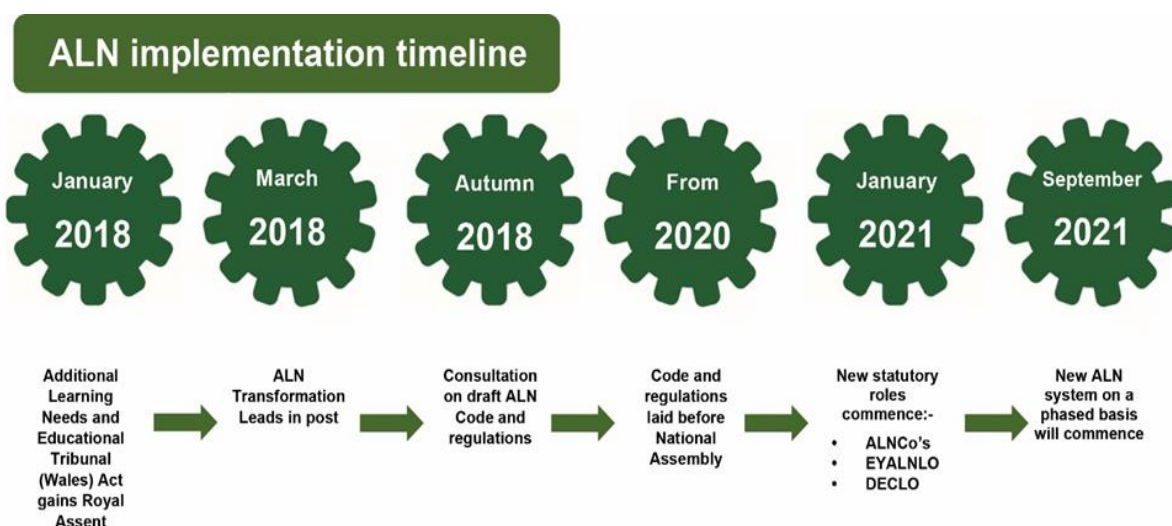 ALN implementation timeline
January
2018
March
2018
Autumn
2018
From
2020
January
2021
September
2021
Additional
Learning
Needs and
Educational
Tribunal
(Wales) Act
gains Royal
Assent
ALN
Transformation
Leads in post
Consultation
on draft ALN
Code and
regulations
Code and
regulations
laid before
National
Assembly
New statutory
roles
commence:-
• ALNCo's
• EYALNLO
• DECLO
New ALN
system on a
phased basis
will commence